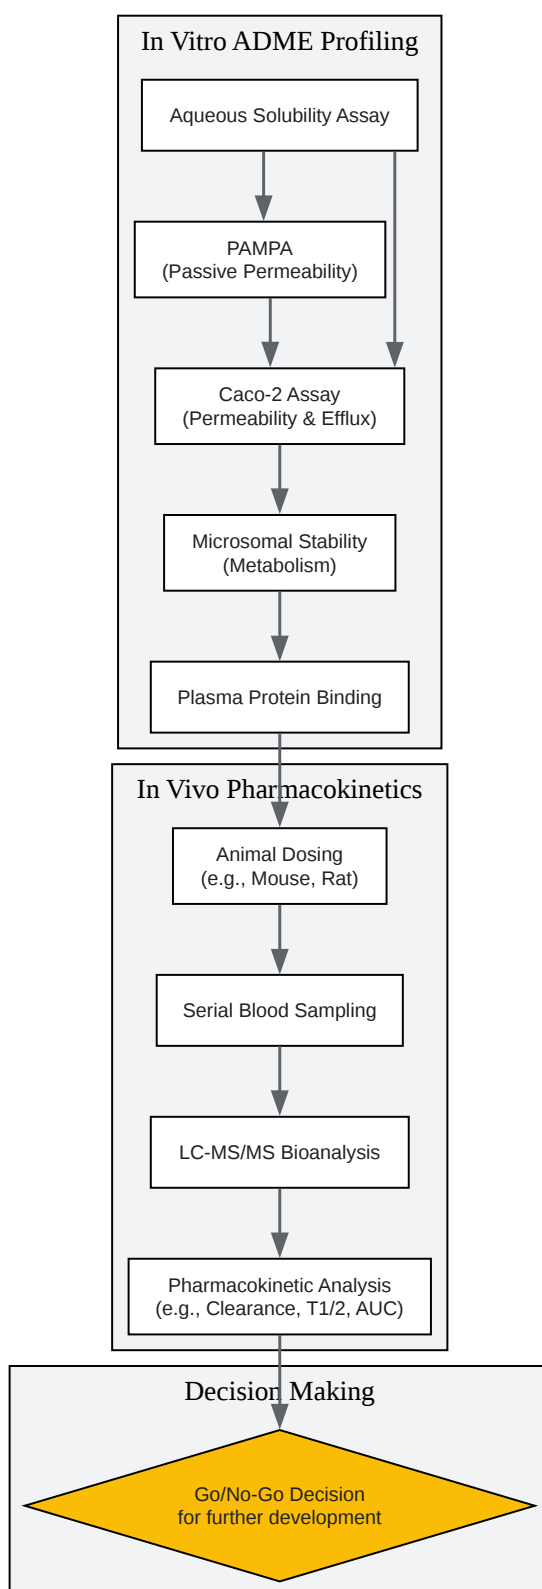 In Vitro ADME Profiling
Aqueous Solubility Assay
PAMPA
(Passive Permeability)
Caco-2 Assay
(Permeability & Efflux)
Microsomal Stability
(Metabolism)
Plasma Protein Binding
In Vivo Pharmacokinetics
Animal Dosing
(e.g., Mouse, Rat)
Serial Blood Sampling
LC-MS/MS Bioanalysis
Pharmacokinetic Analysis
(e.g., Clearance, T1/2, AUC)
Decision Making
Go/No-Go Decision
for further development